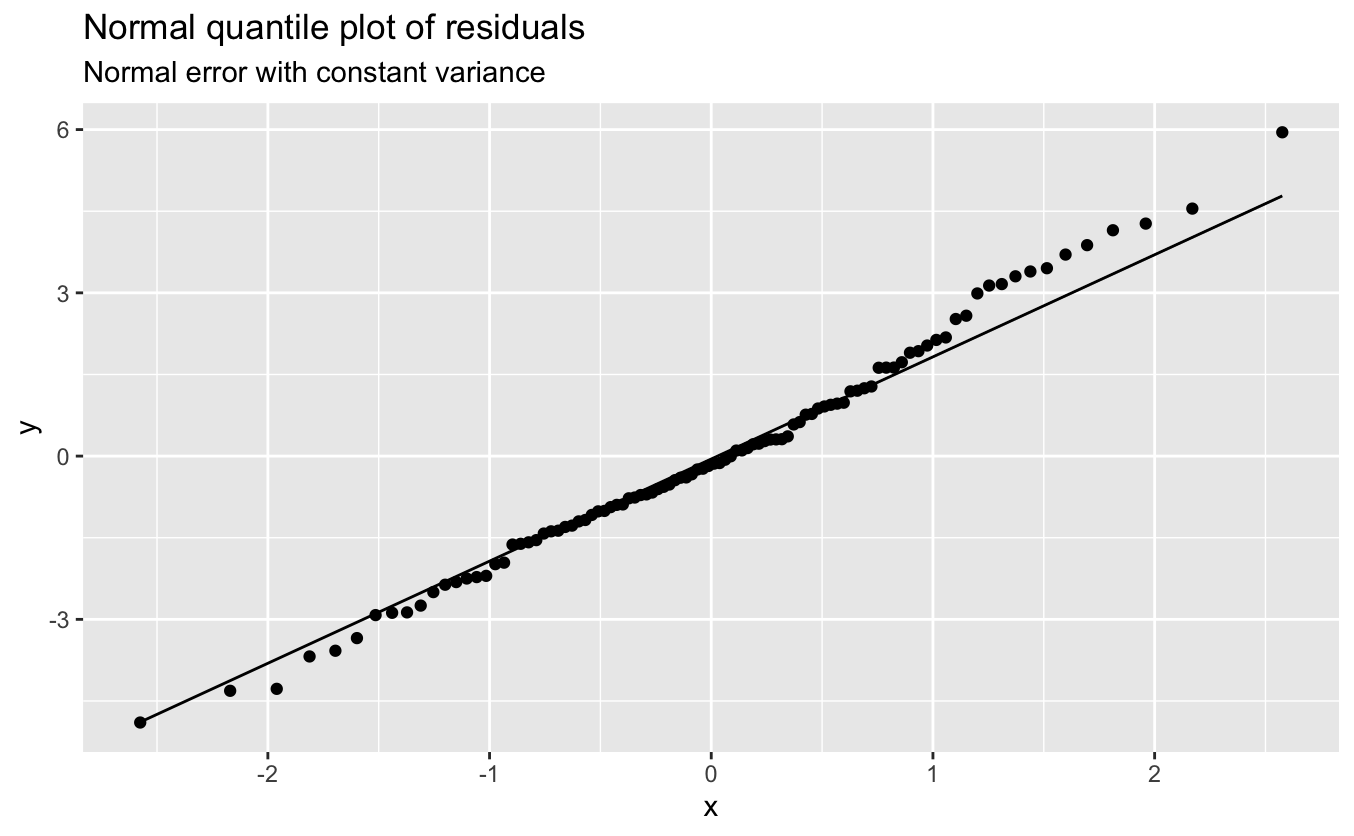 Normal quantile plot of residuals
Normal error with constant variance
6
3
0
-3
y
-2
-1
0
1
2
x